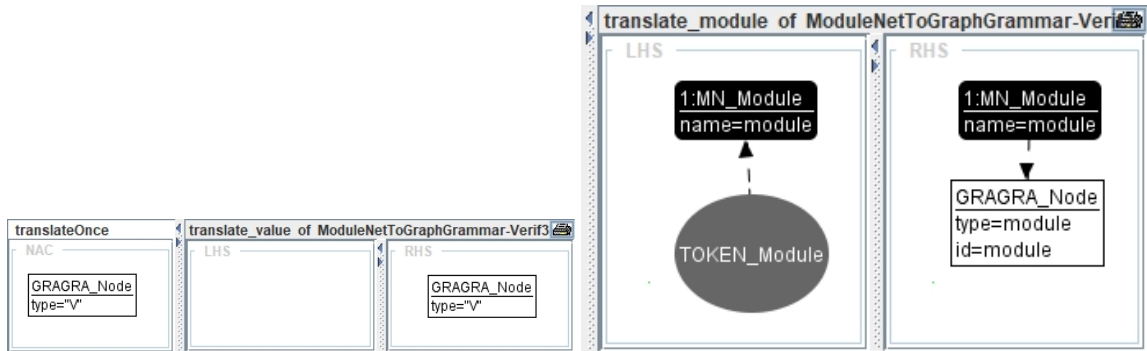 translateOnce
NAC
GRAGRA_Node
type="V"
translate_value of ModuleNetToGraphGrammar-Verif3
LHS
RHS
GRAGRA_Node
type="V"
translate_module of ModuleNetToGraphGrammar-Veri
LHS
1:MN_Module
name=module
TOKEN_Module
RHS
1:MN_Module
name=module
GRAGRA_Node
type=module
id=module